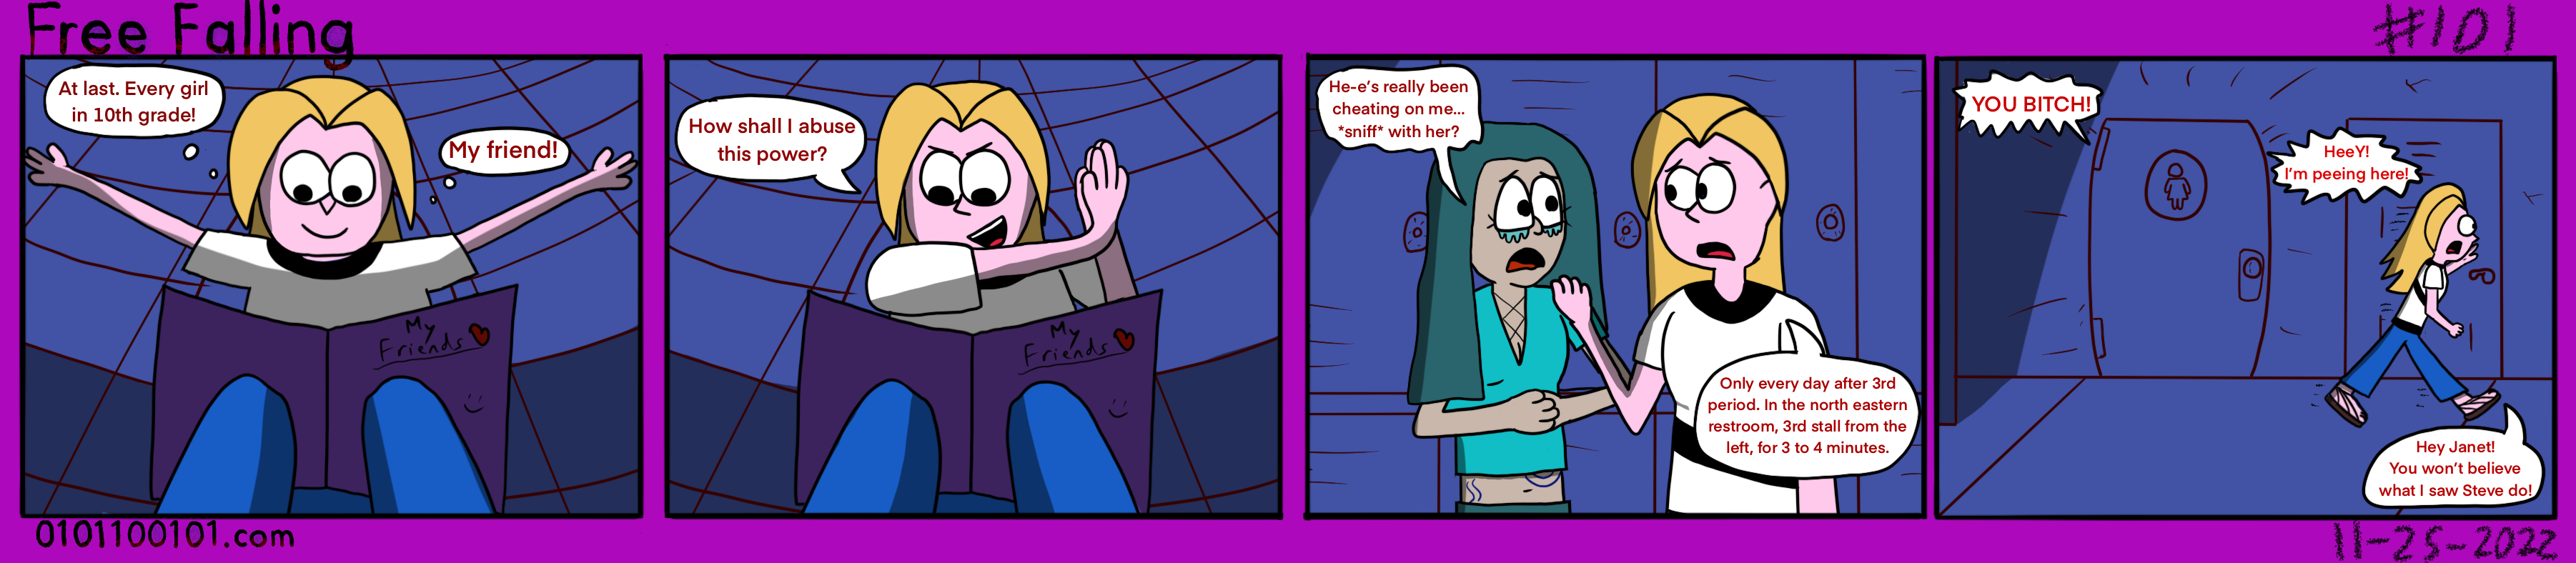 Free Falling
#101
At last. Every girl
in 10th grade!
My friend!
My
Friends
How shall I abuse
this power?
My
Friends
He-e's really been
cheating on me...
*sniff* with her?
Only every day after 3rd
period. In the north eastern
restroom, 3rd stall from the
left, for 3 to 4 minutes.
YOU BITCH!
HeeY!
I'm peeing here!
Hey Janet!
You won't believe
what I saw Steve do!
0101100101.com
11-25-2022